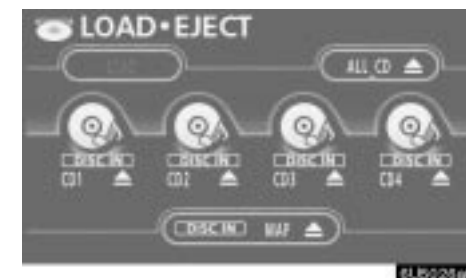 LOAD•EJECT
LOAD
ALL CD
DISC IN DISC IN DISC IN DISC IN
CD1 CD2 CD3 CD4
DISC IN MAP